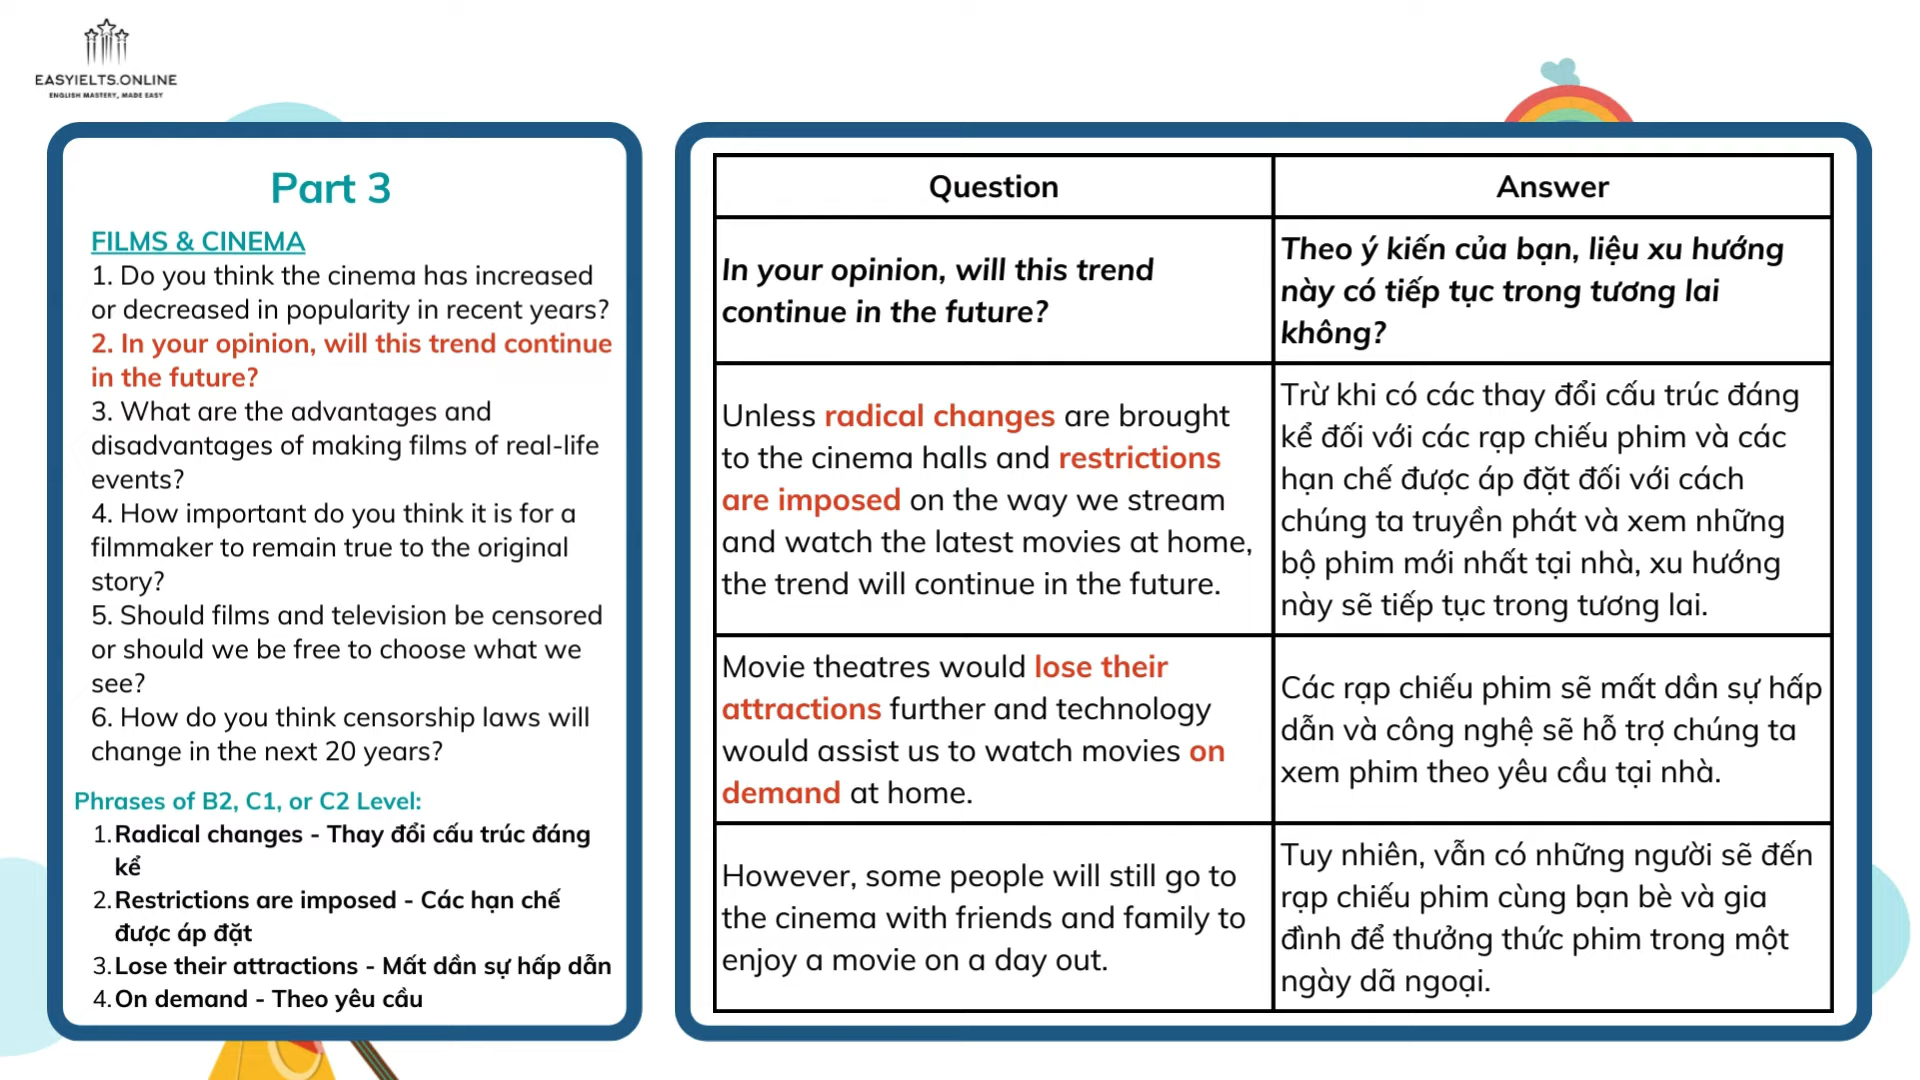 EASYIELTS.ONLINE
ENGLISH MASTERY, MADE EASY
Part 3
FILMS & CINEMA
1. Do you think the cinema has increased
or decreased in popularity in recent years?
2. In your opinion, will this trend continue
in the future?
3. What are the advantages and
disadvantages of making films of real-life
events?
4. How important do you think it is for a
filmmaker to remain true to the original
story?
5. Should films and television be censored
or should we be free to choose what we
see?
6. How do you think censorship laws will
change in the next 20 years?
Phrases of B2, C1, or C2 Level:
1. Radical changes - Thay đổi cấu trúc đáng
kể
2. Restrictions are imposed - Các hạn chế
được áp đặt
3. Lose their attractions - Mất dần sự hấp dẫn
4. On demand - Theo yêu cầu
Question
Answer
In your opinion, will this trend
continue in the future?
Theo ý kiến của bạn, liệu xu hướng
này có tiếp tục trong tương lai
không?
Unless radical changes are brought
to the cinema halls and restrictions
are imposed on the way we stream
and watch the latest movies at home,
the trend will continue in the future.
Trừ khi có các thay đổi cấu trúc đáng
kể đối với các rạp chiếu phim và các
hạn chế được áp đặt đối với cách
chúng ta truyền phát và xem những
bộ phim mới nhất tại nhà, xu hướng
này sẽ tiếp tục trong tương lai.
Movie theatres would lose their
attractions further and technology
would assist us to watch movies on
demand at home.
Các rạp chiếu phim sẽ mất dần sự hấp
dẫn và công nghệ sẽ hỗ trợ chúng ta
xem phim theo yêu cầu tại nhà.
However, some people will still go to
the cinema with friends and family to
enjoy a movie on a day out.
Tuy nhiên, vẫn có những người sẽ đến
rạp chiếu phim cùng bạn bè và gia
đình để thưởng thức phim trong một
ngày dã ngoại.